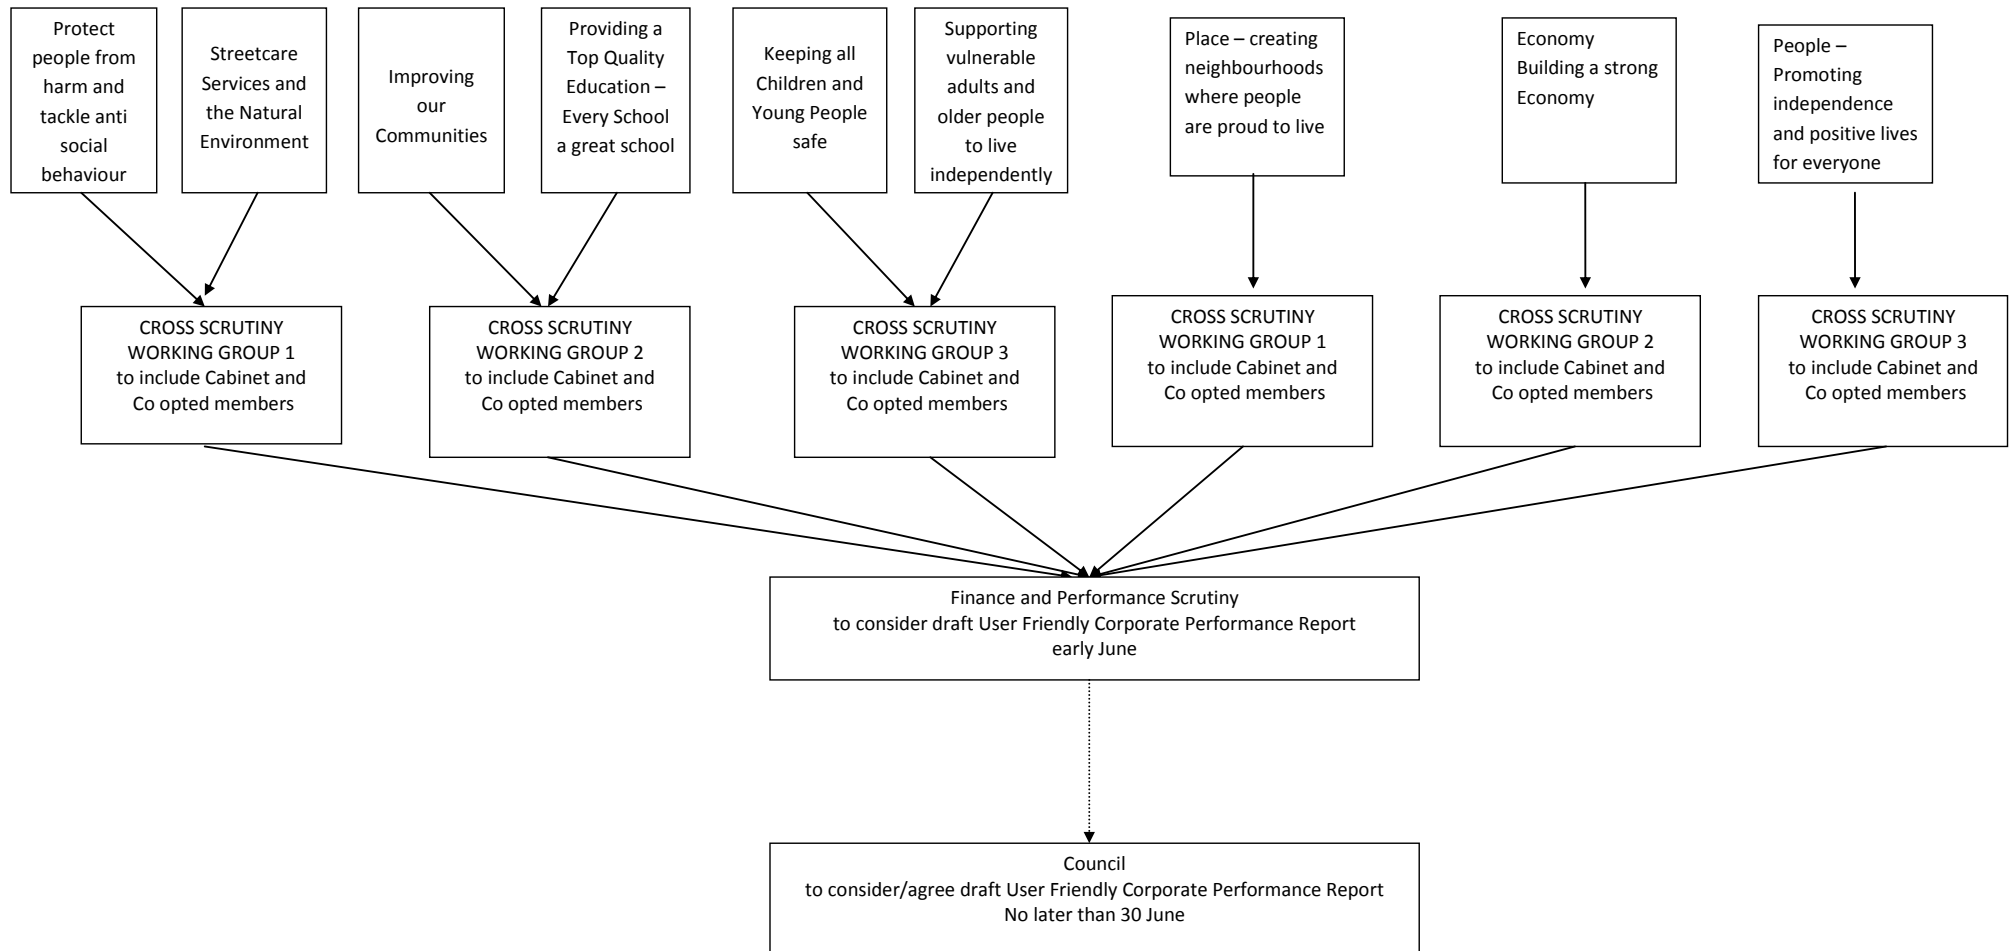 Protect
people from
harm and
tackle anti
social
behaviour
Streetcare
Services and
the Natural
Environment
Improving
our
Communities
Providing a
Top Quality
Education –
Every School
a great school
Keeping all
Children and
Young People
safe
Supporting
vulnerable
adults and
older people
to live
independently
Place – creating
neighbourhoods
where people
are proud to live
Economy
Building a strong
Economy
People –
Promoting
independence
and positive lives
for everyone
CROSS SCRUTINY
WORKING GROUP 1
to include Cabinet and
Co opted members
CROSS SCRUTINY
WORKING GROUP 2
to include Cabinet and
Co opted members
CROSS SCRUTINY
WORKING GROUP 3
to include Cabinet and
Co opted members
CROSS SCRUTINY
WORKING GROUP 1
to include Cabinet and
Co opted members
CROSS SCRUTINY
WORKING GROUP 2
to include Cabinet and
Co opted members
CROSS SCRUTINY
WORKING GROUP 3
to include Cabinet and
Co opted members
Finance and Performance Scrutiny
to consider draft User Friendly Corporate Performance Report
early June
Council
to consider/agree draft User Friendly Corporate Performance Report
No later than 30 June